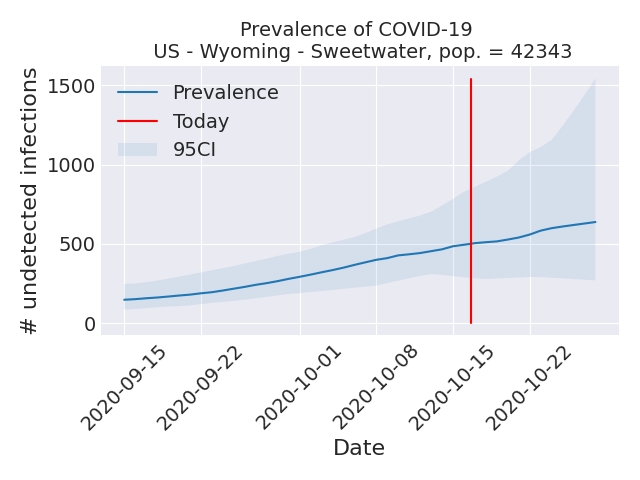 Prevalence of COVID-19
US - Wyoming - Sweetwater, pop. = 42343
# undetected infections
1500
1000
500
0
Prevalence
Today
95CI
2020-09-15
2020-09-22
2020-10-01
2020-10-08
2020-10-15
2020-10-22
Date